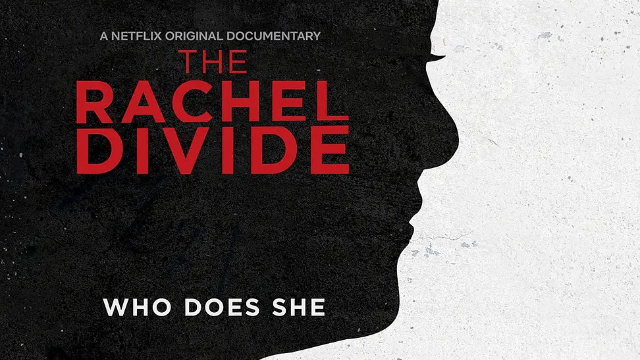 A NETFLIX ORIGINAL DOCUMENTARY
THE
RACHEL
DIVIDE
WHO DOES SHE